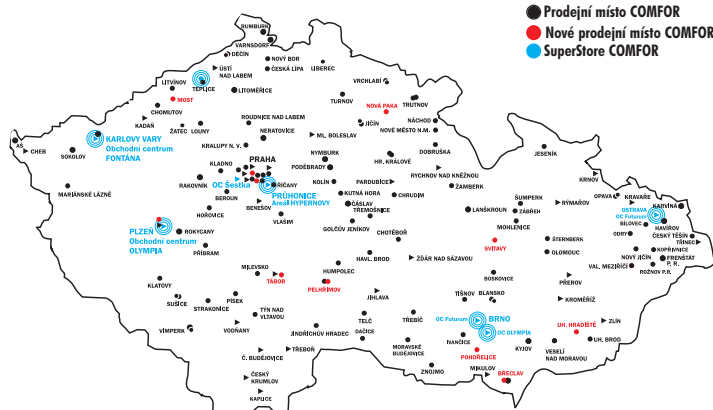 Prodejní místo COMFOR
Nové prodejní místo COMFOR
SuperStore COMFOR
RUMBURK
VARNSDORF
DĚČÍN
NOVÝ BOR
ÚSTÍ
NAD LABEM
ČESKÁ LÍPA
LIBEREC
LITVÍNOV
TEPLICE
VRCHLABÍ
LITOMĚŘICE
MOST
TURNOV
TRUTNOV
CHOMUTOV
NOVÁ PAKA
KADAŇ
ROUDNICE NAD LABEM
JIČÍN
NÁCHOD
ŽATEC
LOUNY
NOVÉ MĚSTO N.M.
AŠ
CHEB
KARLOVY VARY
Obchodní centrum
FONTÁNA
NERATOVICE
ML. BOLESLAV
KRALUPY N. V.
DOBRUŠKA
JESENÍK
SOKOLOV
PRAHA
NYMBURK
HR. KRÁLOVÉ
KLADNO
PODĚBRADY
RYCHNOV NAD KNĚŽNOU
KRNOV
RAKOVNÍK
OC Šestka
ŘÍČANY
KOLÍN
PARDUBICE
ŽAMBERK
MARIÁNSKÉ LÁZNĚ
BEROUN
PRŮHONICE
Areál HYPERNOVY
KUTNÁ HORA
CHRUDIM
OPAVA
KRAVAŘE
BENEŠOV
ČÁSLAV
ŠUMPERK
RÝMAŘOV
KARVINÁ
HOŘOVICE
TŘEMOŠNICE
LANŠKROUN
ZÁBŘEH
OSTRAVA
OC Futurum
VLAŠIM
GOLČŮV JENÍKOV
MOHLENICE
BÍLOVEC
HAVÍŘOV
PLZEŇ
Obchodní centrum
OLYMPIA
ROKYCANY
CHOTĚBOŘ
SVITAVY
ŠTERNBERK
ODRY
ČESKÝ TĚŠÍN
TŘINEC
PŘÍBRAM
HAVL. BROD
OLOMOUC
NOVÝ JIČÍN
KOPŘIVNICE
FRENŠTÁT
P. R.
ŽĎÁR NAD SÁZAVOU
VAL. MEZIŘÍČÍ
ROŽNOV P.R.
MILEVSKO
TÁBOR
HUMPOLEC
PELHŘIMOV
BOSKOVICE
PŘEROV
KLATOVY
JIHLAVA
SUŠICE
PÍSEK
TIŠNOV
BLANSKO
KROMĚŘÍŽ
STRAKONICE
TÝN NAD
VLTAVOU
TELČ
TŘEBÍČ
OC Futurum
BRNO
ZLÍN
VIMPERK
VODŇANY
JINDŘICHŮV HRADEC
DAČICE
OC OLYMPIA
UH. HRADIŠTĚ
IVANČICE
UH. BROD
TŘEBOŇ
MORAVSKÉ
BUDĚJOVICE
KYJOV
VESELÍ
NAD MORAVOU
Č. BUDĚJOVICE
POHOŘELICE
ZNOJMO
MIKULOV
ČESKÝ
KRUMLOV
BŘECLAV
KAPLICE